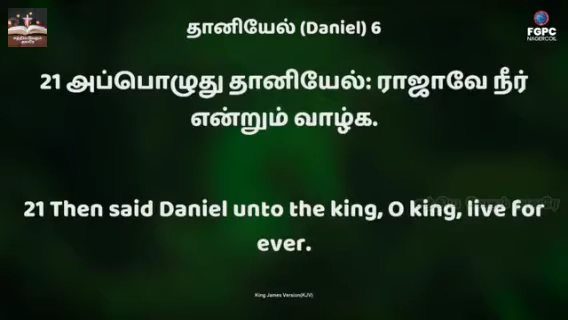 தானியேல் (Daniel) 6
FGPC
NAGERCOIL
21 அப்பொழுது தானியேல்: ராஜாவே நீர்
என்றும் வாழ்க.
21 Then said Daniel unto the king, O king, live for
ever.
King James Version(KJV)